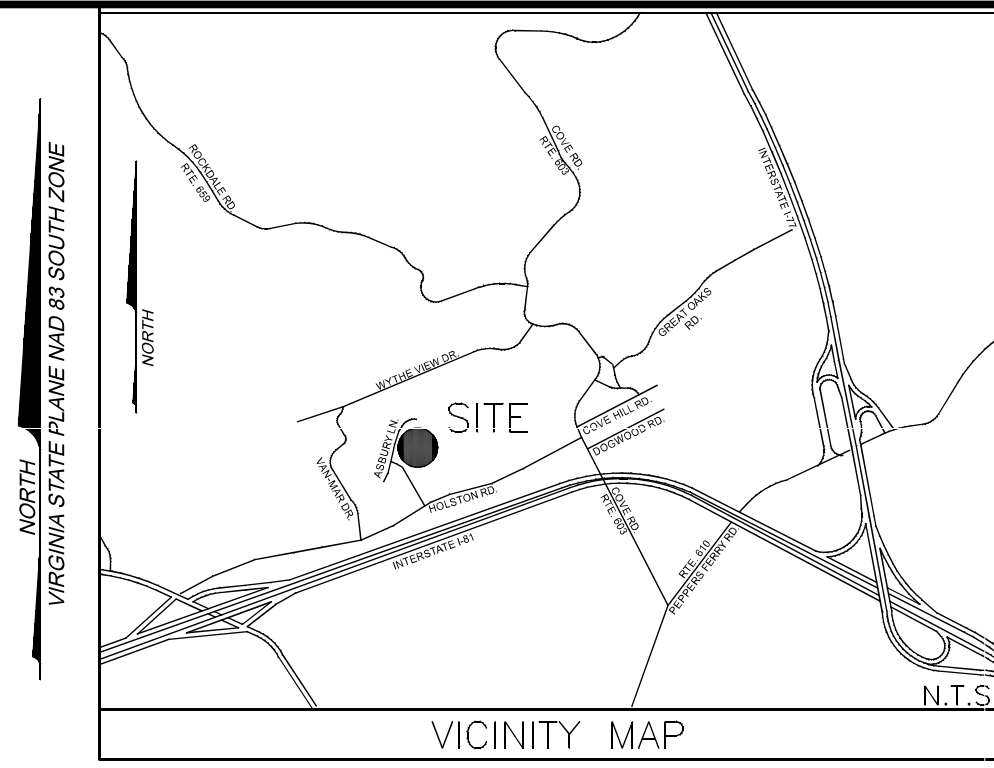 NORTH
VIRGINIA STATE PLANE NAD 83 SOUTH ZONE
NORTH
ROCKDALE RD.
RTE. 659
COVE RD.
RTE. 603
INTERSTATE I-77
GREAT OAKS
RD.
WYTHE VIEW DR.
SITE
ASBURY LN.
VAN-MAR DR.
COVE HILL RD.
DOGWOOD RD.
HOLSTON RD.
INTERSTATE I-81
COVE RD.
RTE. 603
RTE. 610
PEPPERS FERRY RD.
N.T.S
VICINITY MAP